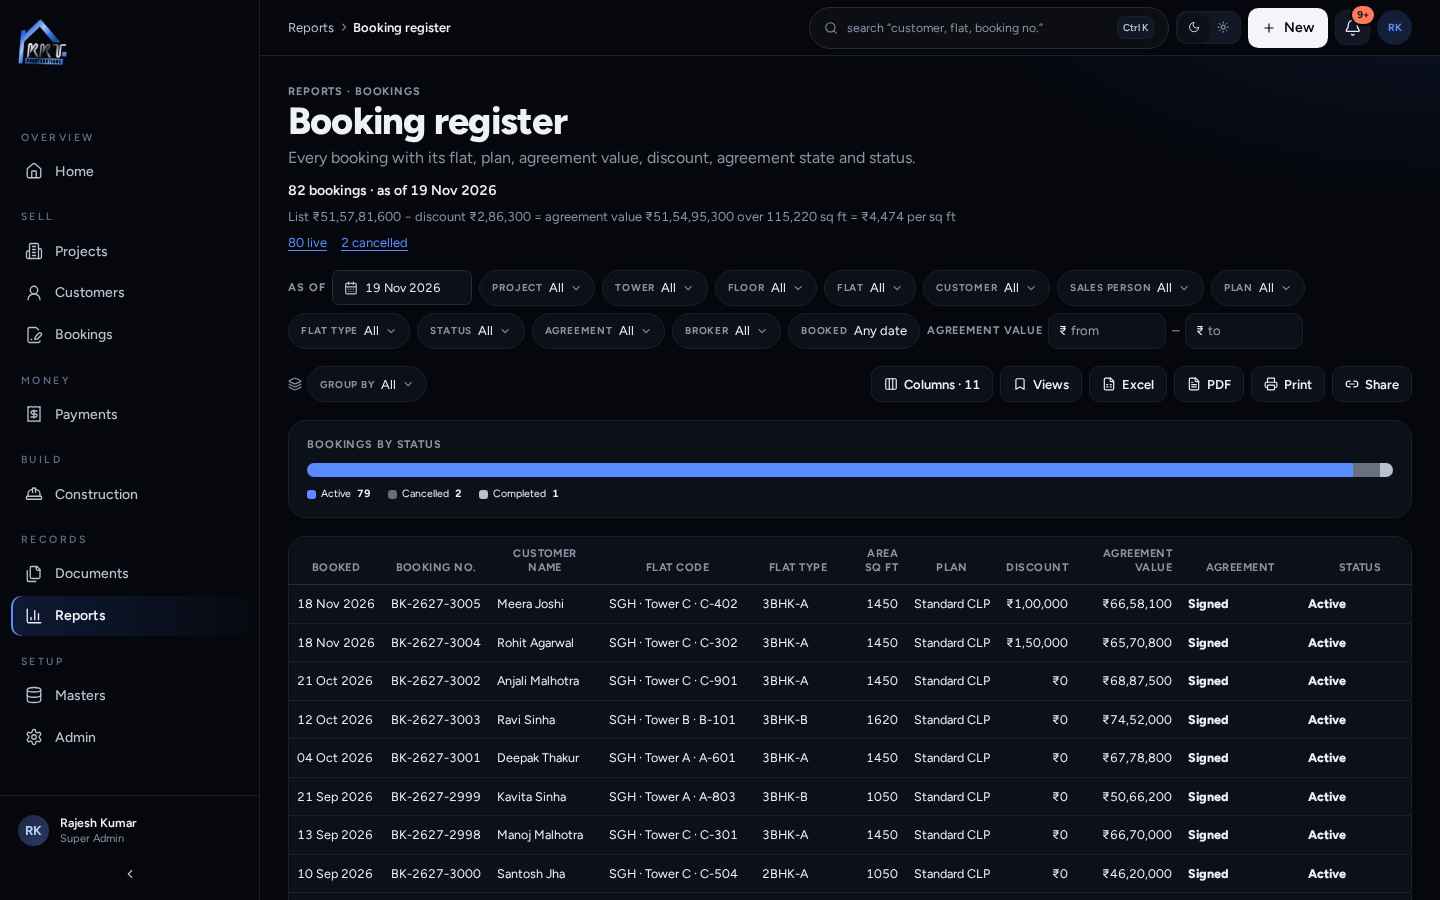 Reports > Booking register
search “customer, flat, booking no.”
Ctrl K
New
9+
RK
OVERVIEW
Home
SELL
Projects
Customers
Bookings
MONEY
Payments
BUILD
Construction
RECORDS
Documents
Reports
SETUP
Masters
Admin
RK
Rajesh Kumar
Super Admin
REPORTS · BOOKINGS
Booking register
Every booking with its flat, plan, agreement value, discount, agreement state and status.
82 bookings · as of 19 Nov 2026
List ₹51,57,81,600 − discount ₹2,86,300 = agreement value ₹51,54,95,300 over 115,220 sq ft = ₹4,474 per sq ft
80 live 2 cancelled
AS OF 19 Nov 2026 PROJECT All TOWER All FLOOR All FLAT All CUSTOMER All SALES PERSON All PLAN All
FLAT TYPE All STATUS All AGREEMENT All BROKER All BOOKED Any date AGREEMENT VALUE ₹ from – ₹ to
GROUP BY All Columns · 11 Views Excel PDF Print Share
BOOKINGS BY STATUS
Active 79 Cancelled 2 Completed 1
BOOKED BOOKING NO. CUSTOMER NAME FLAT CODE FLAT TYPE AREA SQ FT PLAN DISCOUNT AGREEMENT VALUE AGREEMENT STATUS
18 Nov 2026 BK-2627-3005 Meera Joshi SGH · Tower C · C-402 3BHK-A 1450 Standard CLP ₹1,00,000 ₹66,58,100 Signed Active
18 Nov 2026 BK-2627-3004 Rohit Agarwal SGH · Tower C · C-302 3BHK-A 1450 Standard CLP ₹1,50,000 ₹65,70,800 Signed Active
21 Oct 2026 BK-2627-3002 Anjali Malhotra SGH · Tower C · C-901 3BHK-A 1450 Standard CLP ₹0 ₹68,87,500 Signed Active
12 Oct 2026 BK-2627-3003 Ravi Sinha SGH · Tower B · B-101 3BHK-B 1620 Standard CLP ₹0 ₹74,52,000 Signed Active
04 Oct 2026 BK-2627-3001 Deepak Thakur SGH · Tower A · A-601 3BHK-A 1450 Standard CLP ₹0 ₹67,78,800 Signed Active
21 Sep 2026 BK-2627-2999 Kavita Sinha SGH · Tower A · A-803 3BHK-B 1050 Standard CLP ₹0 ₹50,66,200 Signed Active
13 Sep 2026 BK-2627-2998 Manoj Malhotra SGH · Tower C · C-301 3BHK-A 1450 Standard CLP ₹0 ₹66,70,000 Signed Active
10 Sep 2026 BK-2627-3000 Santosh Jha SGH · Tower C · C-504 2BHK-A 1050 Standard CLP ₹0 ₹46,20,000 Signed Active